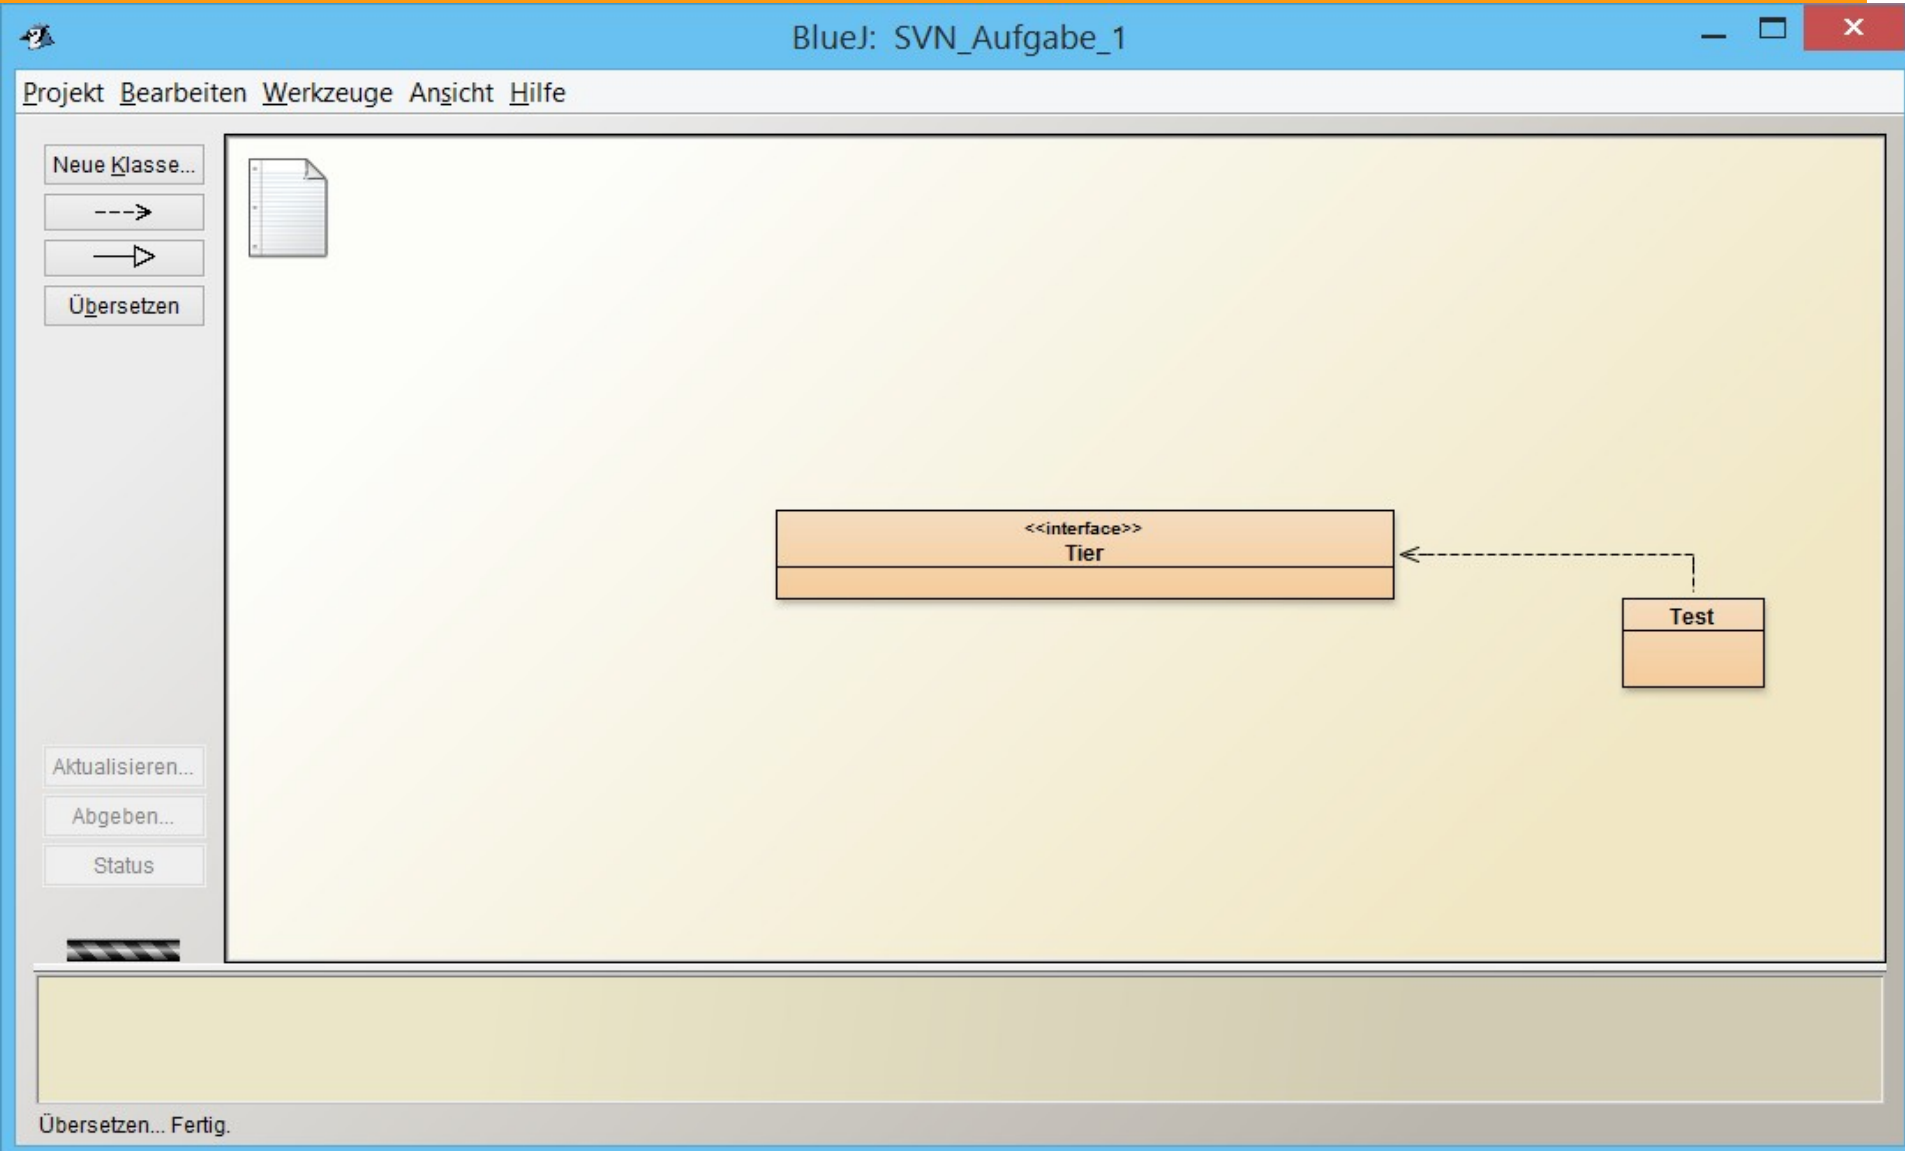 BlueJ: SVN_Aufgabe_1
Projekt Bearbeiten Werkzeuge Ansicht Hilfe
Neue Klasse...
Übersetzen
<<interface>>
Tier
Test
Aktualisieren...
Abgeben...
Status
Übersetzen... Fertig.